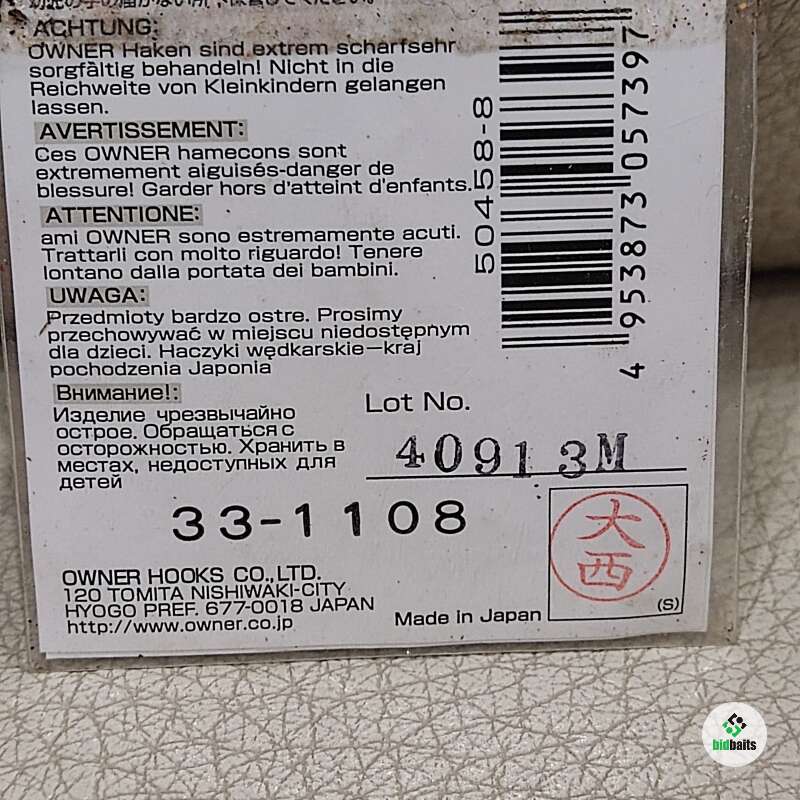 ACHTUNG:
OWNER Haken sind extrem scharfsehr
sorgfältig behandeln! Nicht in die
Reichweite von Kleinkindern gelangen
lassen.
AVERTISSEMENT:
Ces OWNER hamecons sont
extremement aiguisés-danger de
blessure! Garder hors d'atteint d'enfants.
ATTENTIONE:
ami OWNER sono estremamente acuti.
Trattarli con molto riguardo! Tenere
lontano dalla portata dei bambini.
UWAGA:
Przedmioty bardzo ostre. Prosimy
przechowywać w miejscu niedostępnym
dla dzieci. Haczyki wędkarskie—kraj
pochodzenia Japonia
Внимание!:
Изделие чрезвычайно
острое. Обращаться с
осторожностью. Хранить в
местах, недоступных для
детей
50458-8
4 953873 057397
Lot No.
40913M
33-1108
OWNER HOOKS CO.,LTD.
120 TOMITA NISHIWAKI-CITY
HYOGO PREF. 677-0018 JAPAN
http://www.owner.co.jp
Made in Japan
大西
(S)
bidbaits